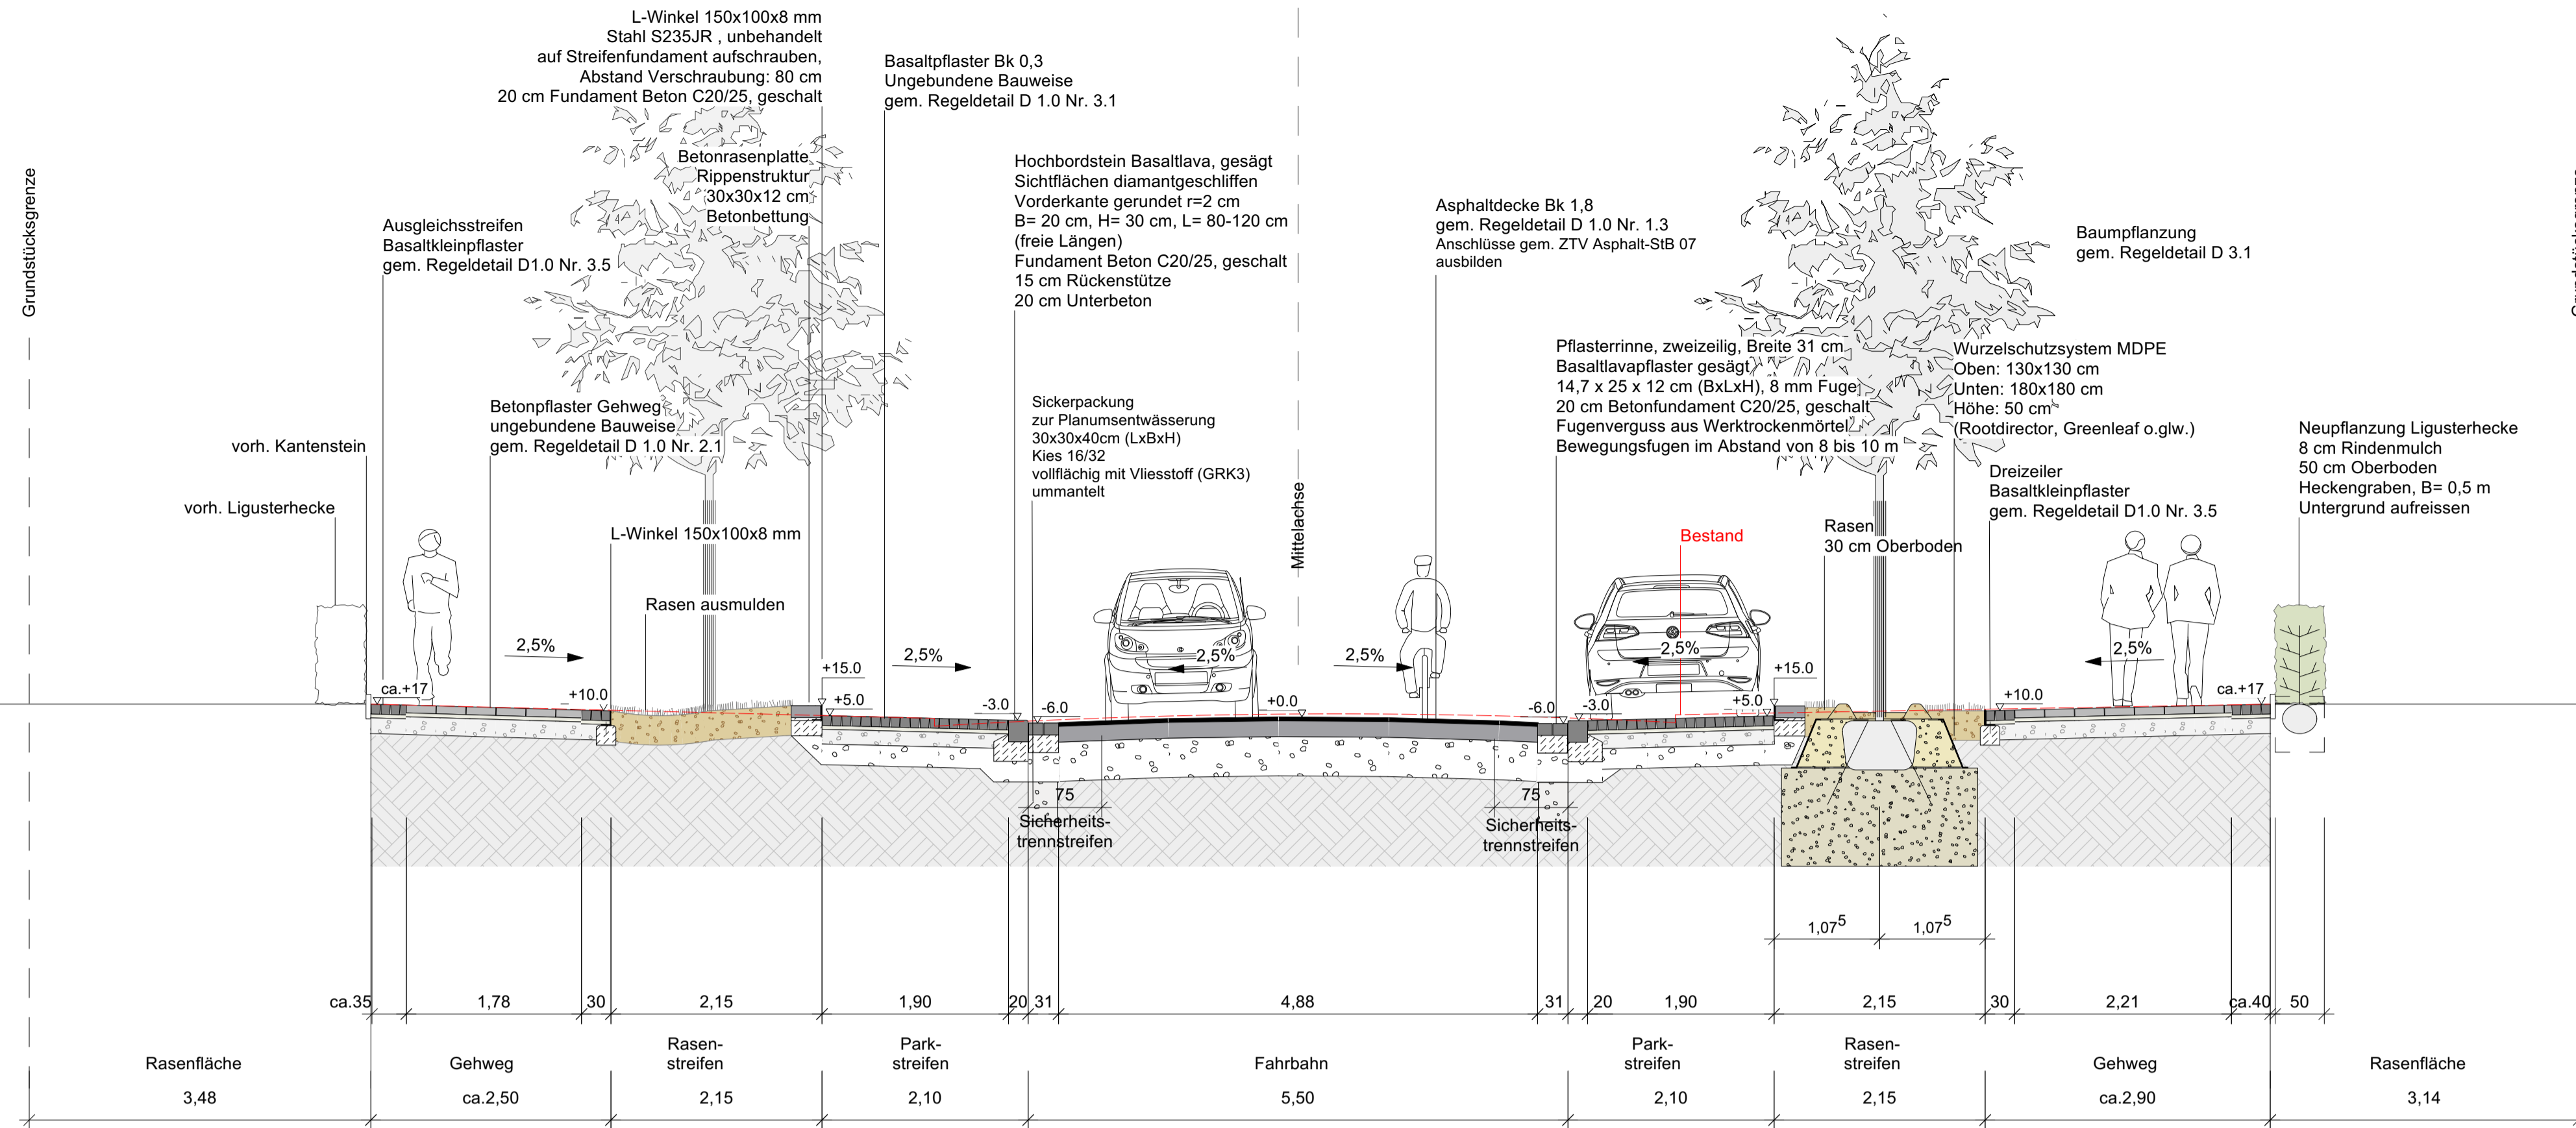 L-Winkel 150x100x8 mm
Stahl S235JR , unbehandelt
auf Streifenfundament aufschrauben,
Abstand Verschraubung: 80 cm
20 cm Fundament Beton C20/25, geschalt
Basaltpflaster Bk 0,3
Ungebundene Bauweise
gem. Regeldetail D 1.0 Nr. 3.1
Betonrasenplatte
Rippenstruktur
30x30x12 cm
Betonbettung
Hochbordstein Basaltlava, gesägt
Sichtflächen diamantgeschliffen
Vorderkante gerundet r=2 cm
B= 20 cm, H= 30 cm, L= 80-120 cm
(freie Längen)
Fundament Beton C20/25, geschalt
15 cm Rückenstütze
20 cm Unterbeton
Grundstücksgrenze
Ausgleichsstreifen
Basaltkleinpflaster
gem. Regeldetail D1.0 Nr. 3.5
Asphaltdecke Bk 1,8
gem. Regeldetail D 1.0 Nr. 1.3
Anschlüsse gem. ZTV Asphalt-StB 07
ausbilden
Baumpflanzung
gem. Regeldetail D 3.1
Pflasterrinne, zweizeilig, Breite 31 cm
Basaltlavapflaster gesägt
14,7 x 25 x 12 cm (BxLxH), 8 mm Fuge
20 cm Betonfundament C20/25, geschalt
Fugenverguss aus Werktrockenmörtel
Bewegungsfugen im Abstand von 8 bis 10 m
Wurzelschutzsystem MDPE
Oben: 130x130 cm
Unten: 180x180 cm
Höhe: 50 cm
(Rootdirector, Greenleaf o.glw.)
Betonpflaster Gehweg
ungebundene Bauweise
gem. Regeldetail D 1.0 Nr. 2.1
Sickerpackung
zur Planumsentwässerung
30x30x40cm (LxBxH)
Kies 16/32
vollflächig mit Vliesstoff (GRK3)
ummantelt
vorh. Kantenstein
vorh. Ligusterhecke
Neupflanzung Ligusterhecke
8 cm Rindenmulch
50 cm Oberboden
Heckengraben, B= 0,5 m
Untergrund aufreissen
Dreizeiler
Basaltkleinpflaster
gem. Regeldetail D1.0 Nr. 3.5
Mittelachse
L-Winkel 150x100x8 mm
Bestand
Rasen
30 cm Oberboden
Rasen ausmulden
2,5%
2,5%
2,5%
2,5%
2,5%
2,5%
ca.+17
+10.0
+15.0
+5.0
-3.0
-6.0
+0.0
-6.0
-3.0
+5.0
+15.0
+10.0
ca.+17
75
Sicherheits-
trennstreifen
75
Sicherheits-
trennstreifen
1,07⁵
1,07⁵
ca.35
1,78
30
2,15
1,90
20
31
4,88
31
20
1,90
2,15
30
2,21
ca.40
50
Rasenfläche
Gehweg
Rasen-
streifen
Park-
streifen
Fahrbahn
Park-
streifen
Rasen-
streifen
Gehweg
Rasenfläche
3,48
ca.2,50
2,15
2,10
5,50
2,10
2,15
ca.2,90
3,14